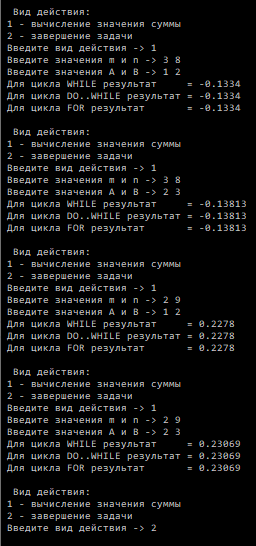 Вид действия:
1 - вычисление значения суммы
2 - завершение задачи
Введите вид действия -> 1
Введите значения m и n -> 3 8
Введите значения A и B -> 1 2
Для цикла WHILE результат = -0.1334
Для цикла DO..WHILE результат = -0.1334
Для цикла FOR результат = -0.1334
Вид действия:
1 - вычисление значения суммы
2 - завершение задачи
Введите вид действия -> 1
Введите значения m и n -> 3 8
Введите значения A и B -> 2 3
Для цикла WHILE результат = -0.13813
Для цикла DO..WHILE результат = -0.13813
Для цикла FOR результат = -0.13813
Вид действия:
1 - вычисление значения суммы
2 - завершение задачи
Введите вид действия -> 1
Введите значения m и n -> 2 9
Введите значения A и B -> 1 2
Для цикла WHILE результат = 0.2278
Для цикла DO..WHILE результат = 0.2278
Для цикла FOR результат = 0.2278
Вид действия:
1 - вычисление значения суммы
2 - завершение задачи
Введите вид действия -> 1
Введите значения m и n -> 2 9
Введите значения A и B -> 2 3
Для цикла WHILE результат = 0.23069
Для цикла DO..WHILE результат = 0.23069
Для цикла FOR результат = 0.23069
Вид действия:
1 - вычисление значения суммы
2 - завершение задачи
Введите вид действия -> 2